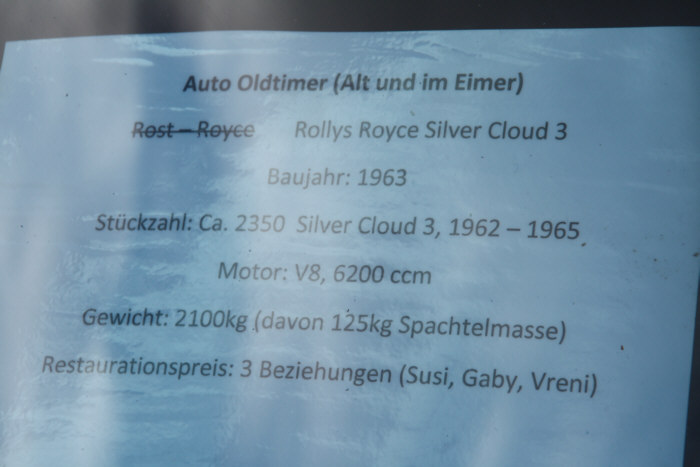 Auto Oldtimer (Alt und im Eimer)
Rost – Royce Rollys Royce Silver Cloud 3
Baujahr: 1963
Stückzahl: Ca. 2350 Silver Cloud 3, 1962 – 1965
Motor: V8, 6200 ccm
Gewicht: 2100kg (davon 125kg Spachtelmasse)
Restaurationspreis: 3 Beziehungen (Susi, Gaby, Vreni)